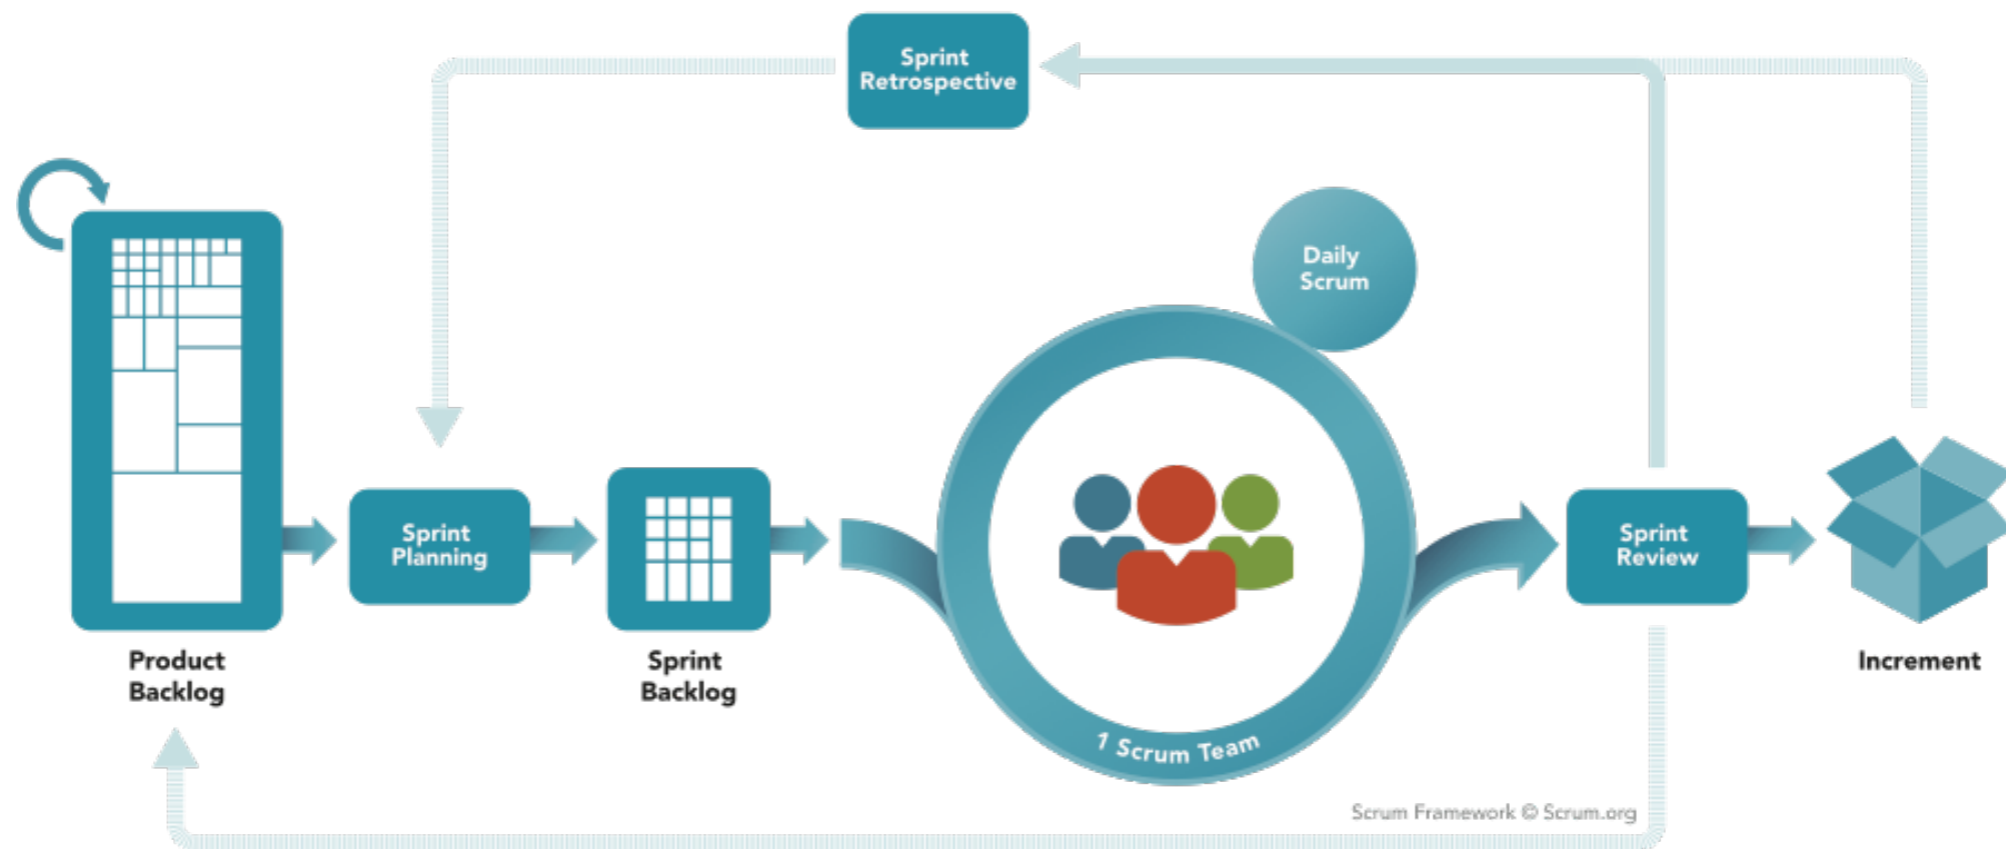 Sprint
Retrospective
Daily
Scrum
Sprint
Planning
Sprint
Review
Product
Backlog
Sprint
Backlog
Increment
1 Scrum Team
Scrum Framework © Scrum.org